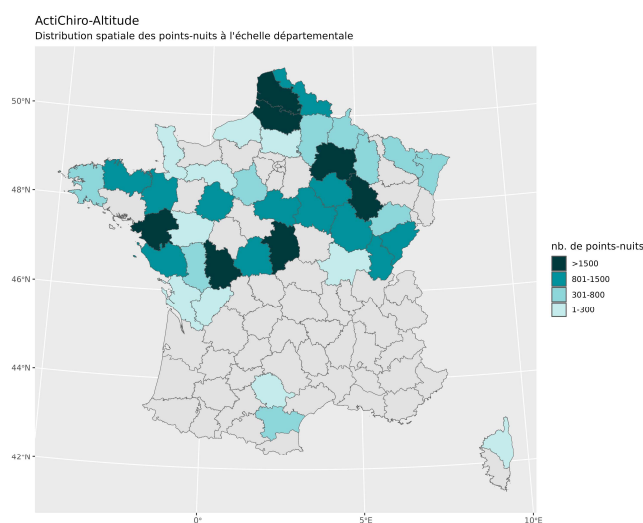 ActiChiro-Altitude
Distribution spatiale des points-nuits à l'échelle départementale
50°N
48°N
46°N
44°N
42°N
0°
5°E
10°E
nb. de points-nuits
>1500
801-1500
301-800
1-300